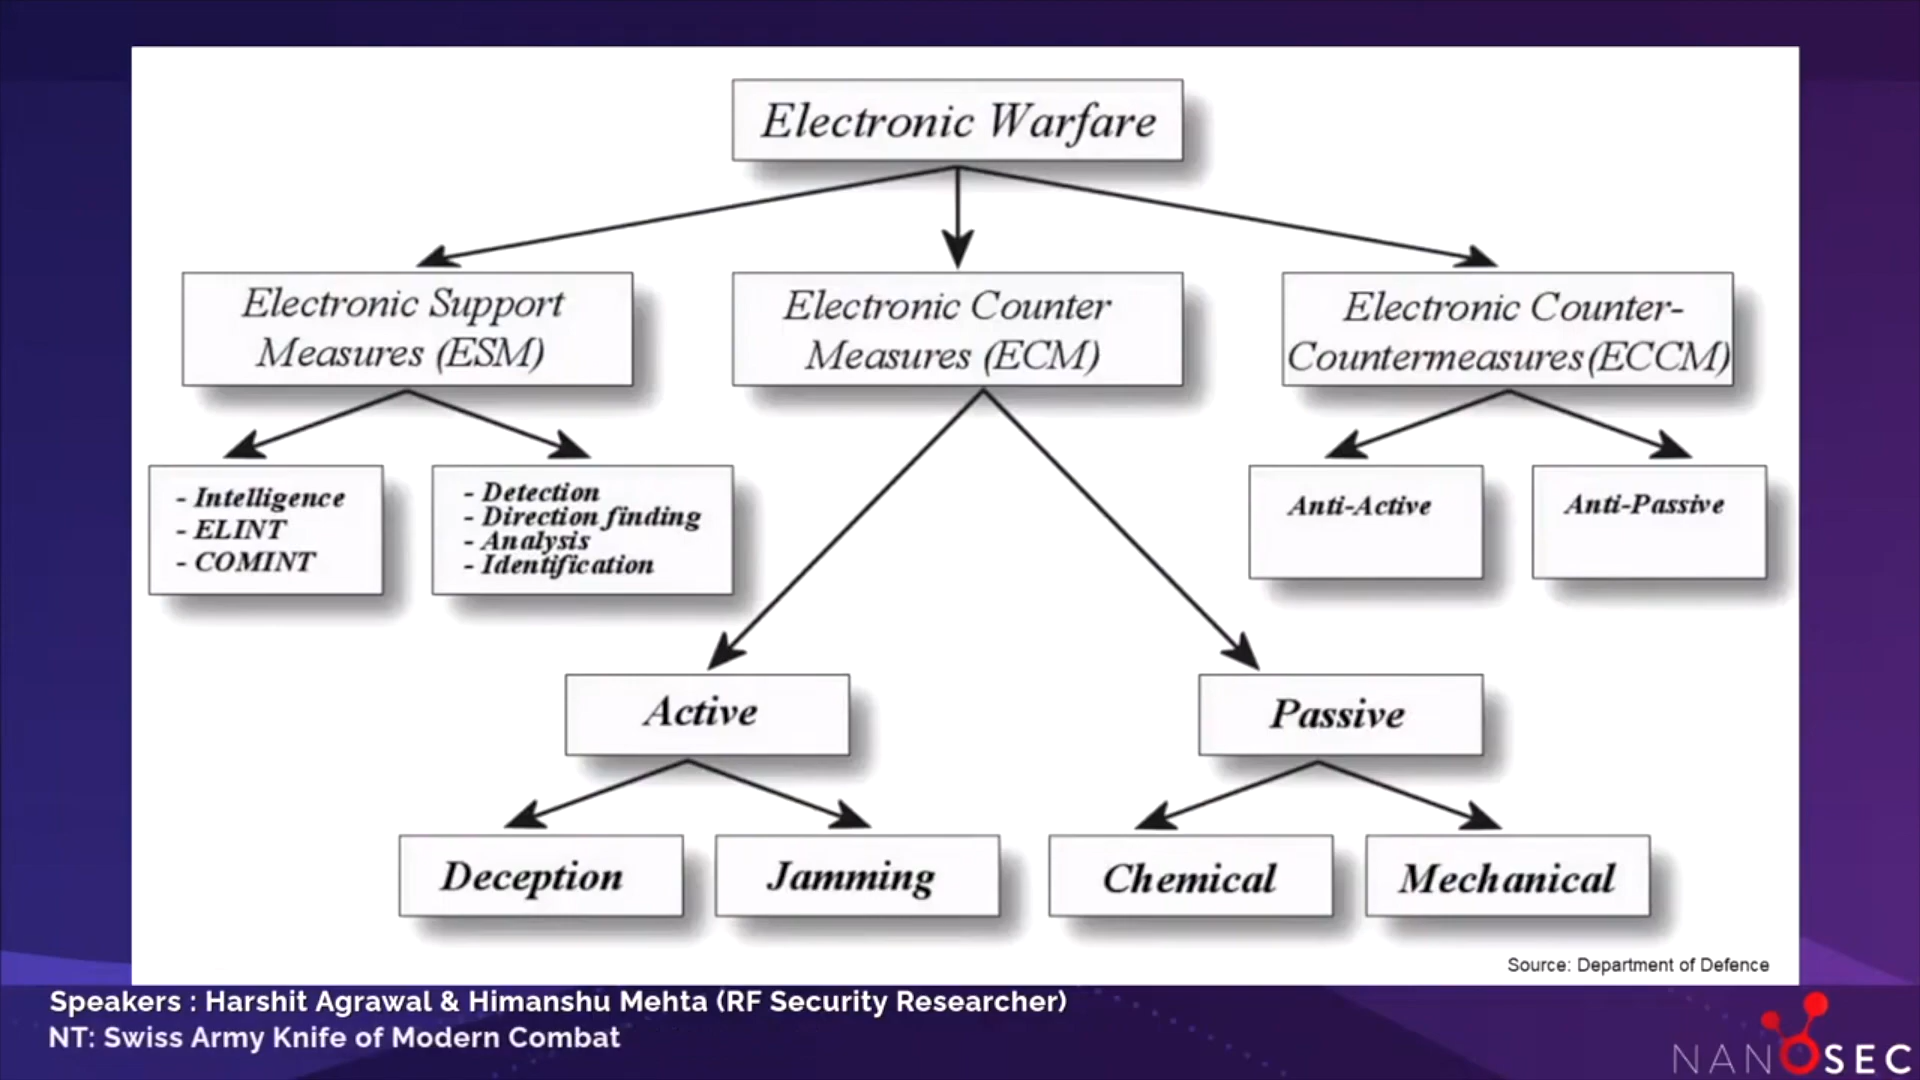 Electronic Warfare
Electronic Support
Measures (ESM)
Electronic Counter
Measures (ECM)
Electronic Counter-
Countermeasures(ECCM)
- Intelligence
- ELINT
- COMINT
- Detection
- Direction finding
- Analysis
- Identification
Anti-Active
Anti-Passive
Active
Passive
Deception
Jamming
Chemical
Mechanical
Source: Department of Defence
Speakers : Harshit Agrawal & Himanshu Mehta (RF Security Researcher)
NT: Swiss Army Knife of Modern Combat
NANOSEC